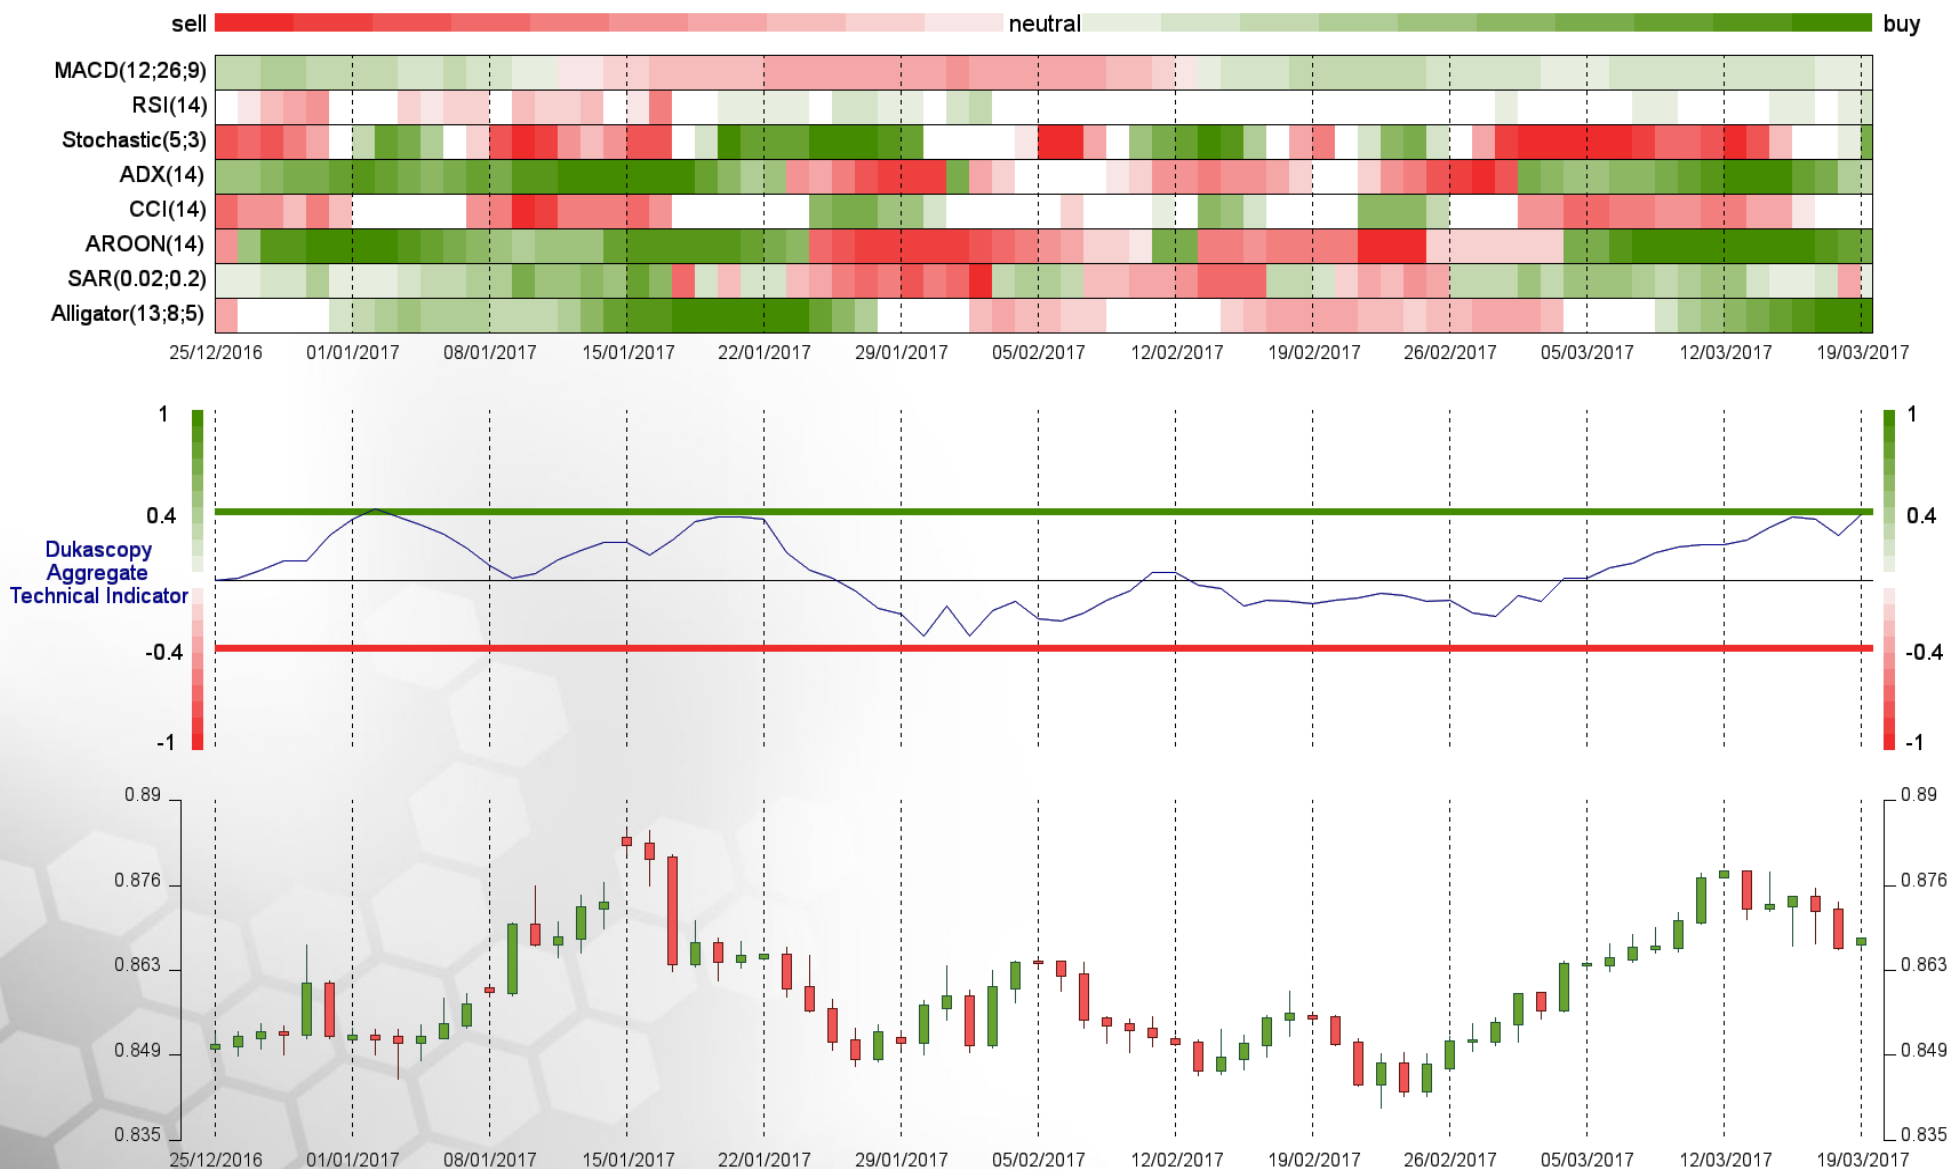 sell neutral buy
MACD(12;26;9)
RSI(14)
Stochastic(5;3)
ADX(14)
CCI(14)
AROON(14)
SAR(0.02;0.2)
Alligator(13;8;5)
25/12/2016 01/01/2017 08/01/2017 15/01/2017 22/01/2017 29/01/2017 05/02/2017 12/02/2017 19/02/2017 26/02/2017 05/03/2017 12/03/2017 19/03/2017
1 1
0.4 0.4
Dukascopy
Aggregate
Technical Indicator
-0.4 -0.4
-1 -1
0.89 0.89
0.876 0.876
0.863 0.863
0.849 0.849
0.835 0.835
25/12/2016 01/01/2017 08/01/2017 15/01/2017 22/01/2017 29/01/2017 05/02/2017 12/02/2017 19/02/2017 26/02/2017 05/03/2017 12/03/2017 19/03/2017